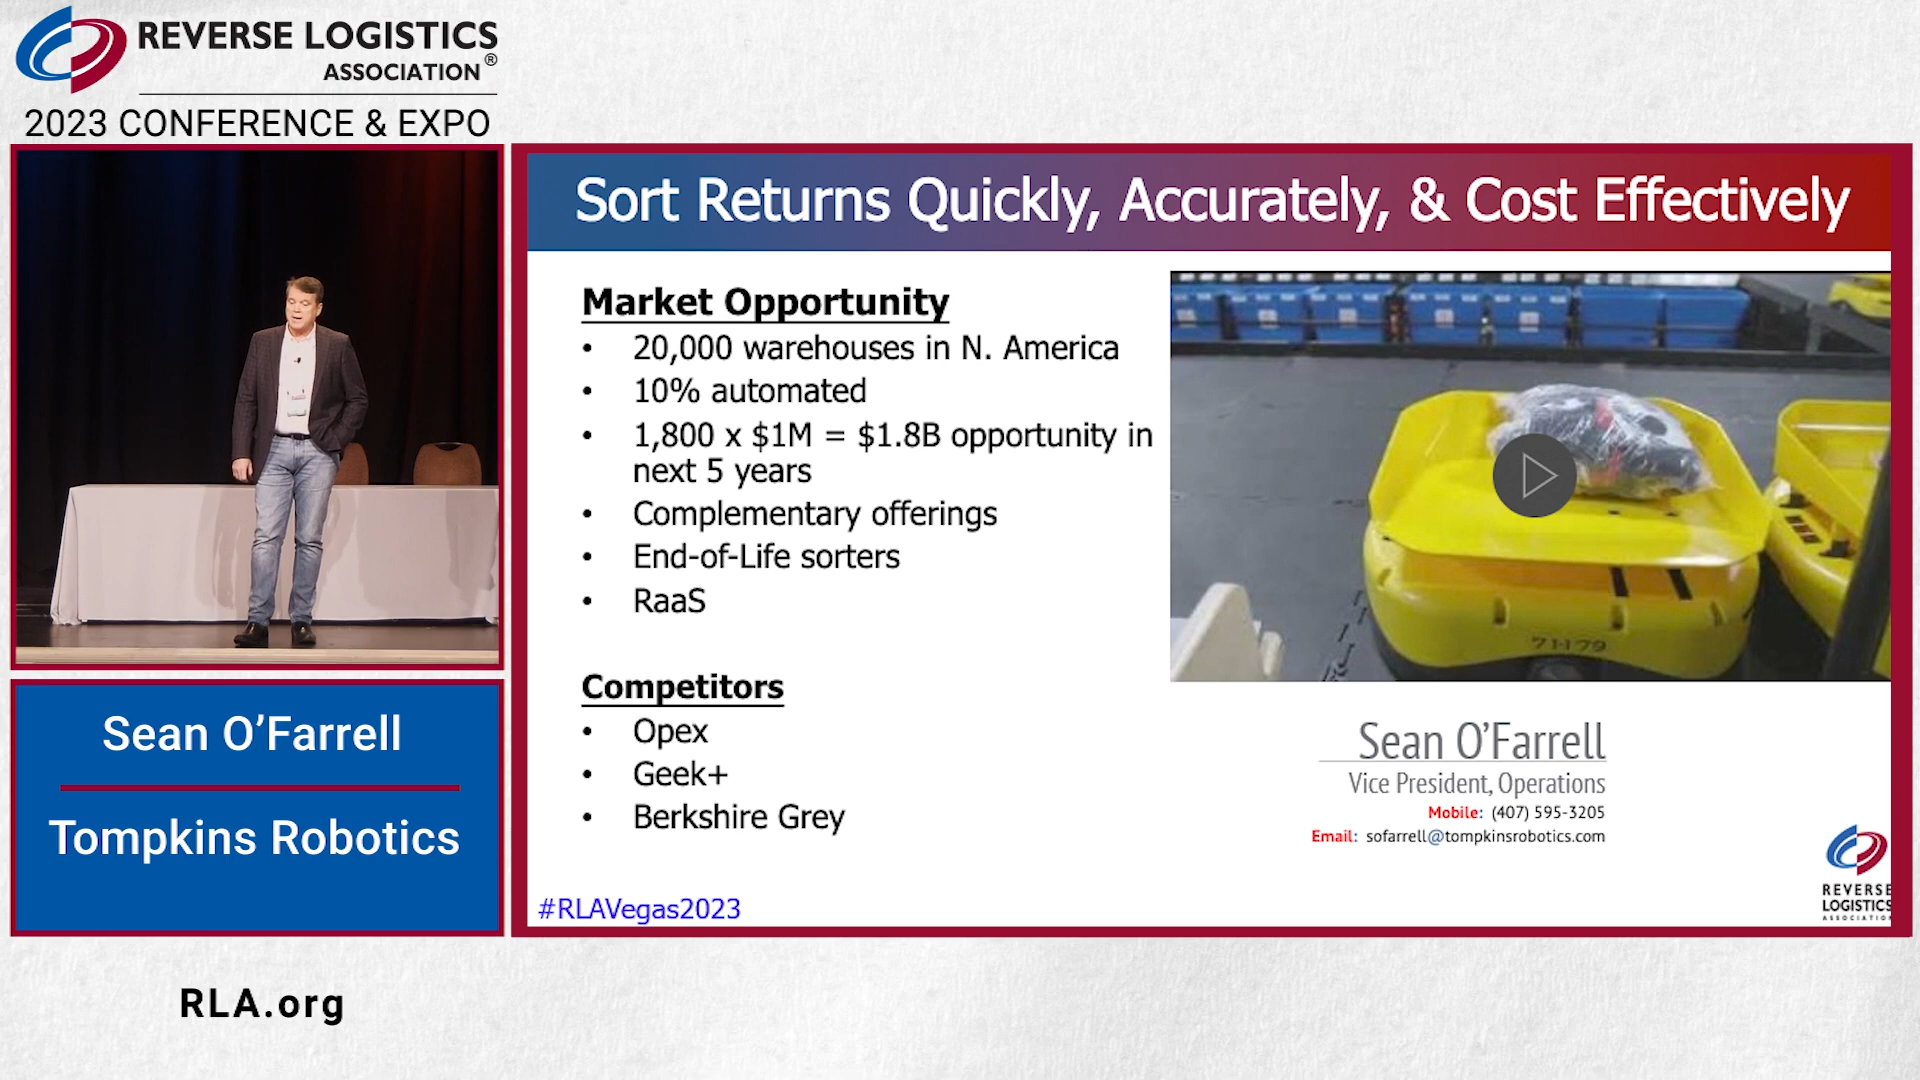 REVERSE LOGISTICS
ASSOCIATION®
2023 CONFERENCE & EXPO
Sort Returns Quickly, Accurately, & Cost Effectively
Market Opportunity
• 20,000 warehouses in N. America
• 10% automated
• 1,800 x $1M = $1.8B opportunity in
next 5 years
• Complementary offerings
• End-of-Life sorters
• RaaS
Competitors
• Opex
• Geek+
• Berkshire Grey
71179
Sean O’Farrell
Vice President, Operations
Mobile: (407) 595-3205
Email: sofarrell@tompkinsrobotics.com
REVERSE
LOGISTICS
ASSOCIATION
#RLAVegas2023
Sean O’Farrell
Tompkins Robotics
RLA.org